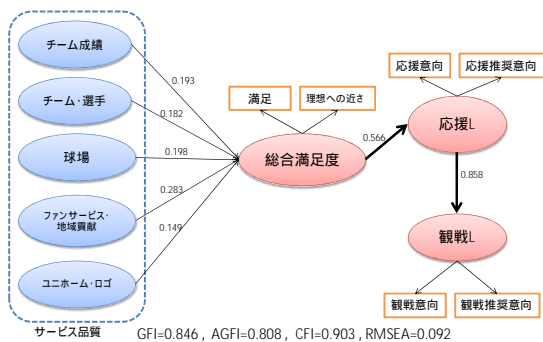 チーム成績
チーム・選手
球場
ファンサービス・
地域貢献
ユニホーム・ロゴ
サービス品質
0.193
0.182
0.198
0.283
0.149
満足
理想への近さ
総合満足度
0.566
応援意向
応援推奨意向
応援L
0.858
観戦L
観戦意向
観戦推奨意向
GFI=0.846 , AGFI=0.808 , CFI=0.903 , RMSEA=0.092